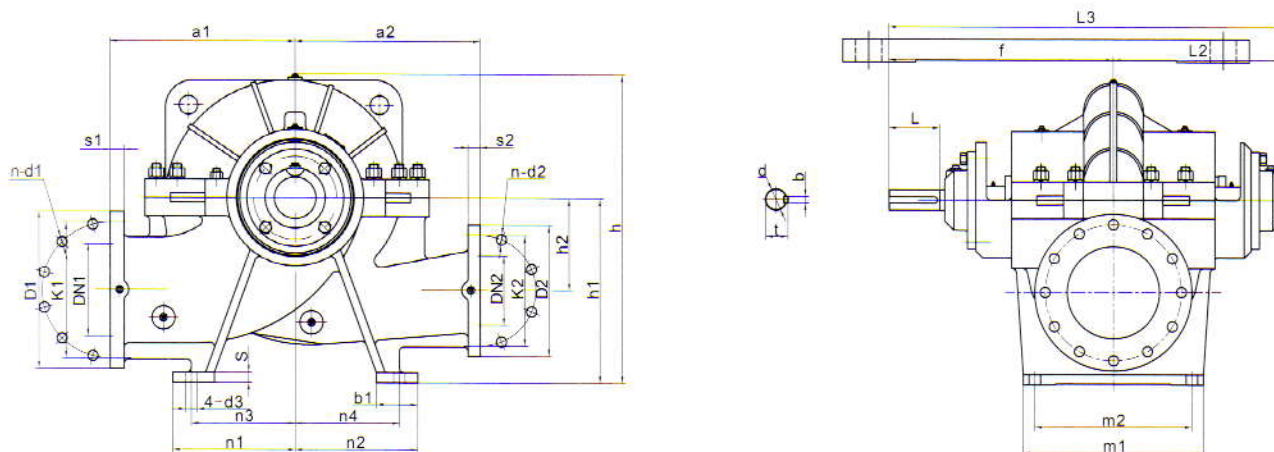 a1
a2
s1
s2
n-d1
n-d2
D1
K1
DN1
DN2
K2
D2
h2
h1
h
S
4-d3
b1
n3
n4
n1
n2
L3
f
L2
L
d
b
t
m2
m1